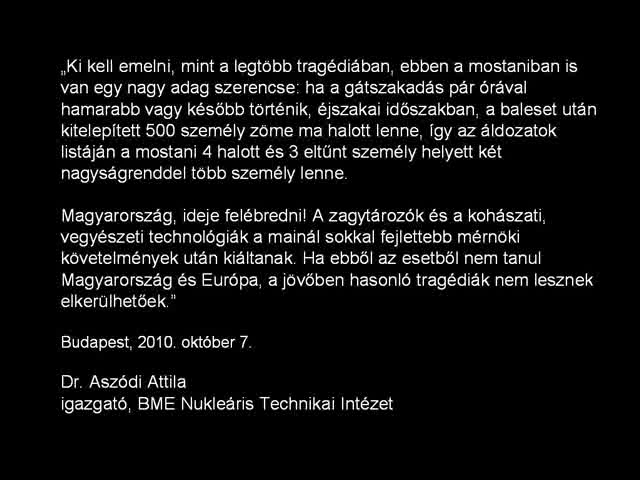 „Ki kell emelni, mint a legtöbb tragédiában, ebben a mostaniban is
van egy nagy adag szerencse: ha a gátszakadás pár órával
hamarabb vagy később történik, éjszakai időszakban, a baleset után
kitelepített 500 személy zöme ma halott lenne, így az áldozatok
listáján a mostani 4 halott és 3 eltűnt személy helyett két
nagyságrenddel több személy lenne.

Magyarország, ideje felébredni! A zagytározók és a kohászati,
vegyészeti technológiák a mainál sokkal fejlettebb mérnöki
követelmények után kiáltanak. Ha ebből az esetből nem tanul
Magyarország és Európa, a jövőben hasonló tragédiák nem lesznek
elkerülhetőek.”

Budapest, 2010. október 7.

Dr. Aszódi Attila
igazgató, BME Nukleáris Technikai Intézet